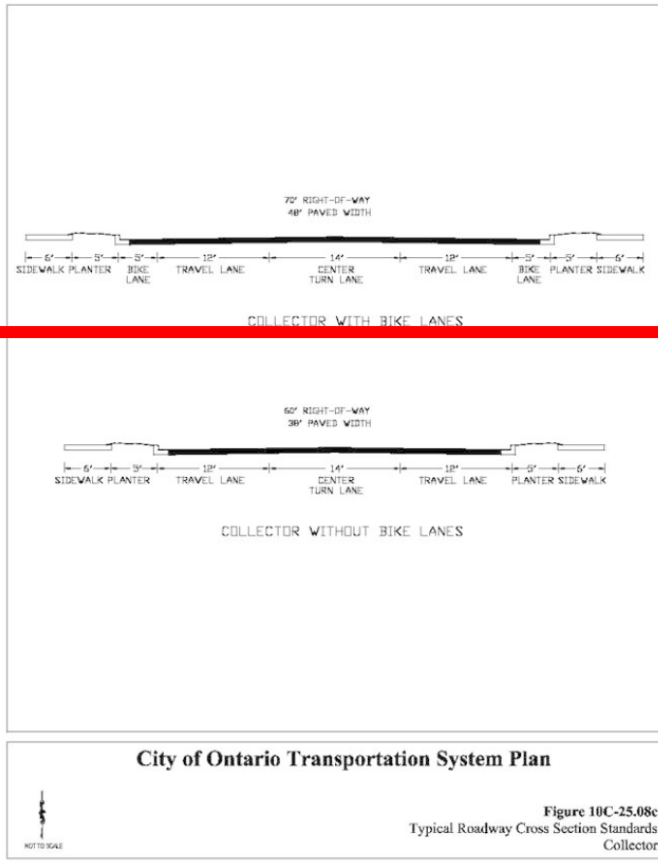 70' RIGHT-OF-WAY
48' PAVED WIDTH
6' 5' 5' 12' 14' 12' 5' 5' 6'
SIDEWALK PLANTER BIKE LANE TRAVEL LANE CENTER TURN LANE TRAVEL LANE BIKE LANE PLANTER SIDEWALK
COLLECTOR WITH BIKE LANES
60' RIGHT-OF-WAY
38' PAVED WIDTH
6' 5' 12' 14' 12' 5' 6'
SIDEWALK PLANTER TRAVEL LANE CENTER TURN LANE TRAVEL LANE PLANTER SIDEWALK
COLLECTOR WITHOUT BIKE LANES
City of Ontario Transportation System Plan
NOT TO SCALE
Figure 10C-25.08c
Typical Roadway Cross Section Standards
Collector